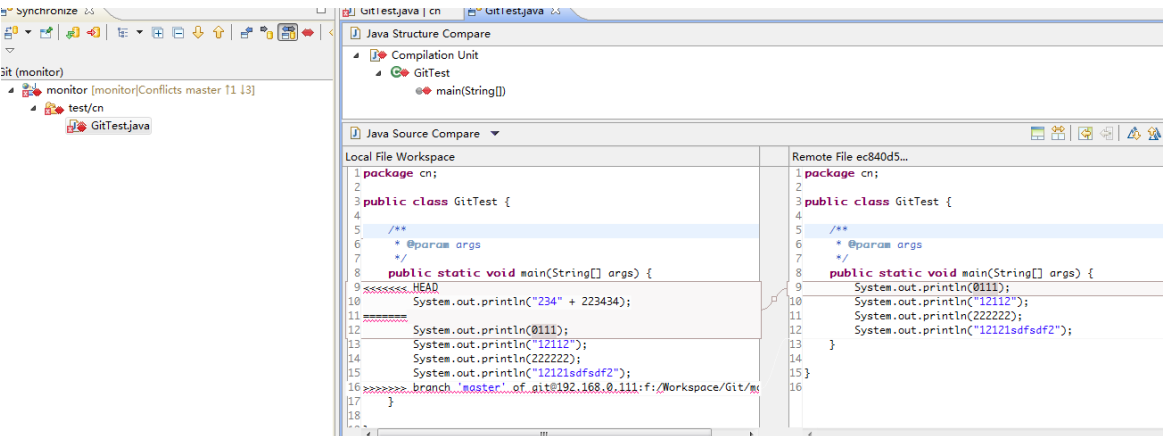 Synchronize
Git (monitor)
monitor [monitor|Conflicts master ↑1 ↓3]
test/cn
GitTest.java
GitTest.java | cn
GitTest.java
Java Structure Compare
Compilation Unit
GitTest
main(String[])
Java Source Compare
Local File Workspace
1 package cn;
2
3 public class GitTest {
4
5 /**
6 * @param args
7 */
8 public static void main(String[] args) {
9 <<<<<<< HEAD
10 System.out.println("234" + 223434);
11 =======
12 System.out.println(0111);
13 System.out.println("12112");
14 System.out.println(222222);
15 System.out.println("12121sdfsdf2");
16 >>>>>>> branch 'master' of git@192.168.0.111:f:/Workspace/Git/mo
17 }
18
Remote File ec840d5...
1 package cn;
2
3 public class GitTest {
4
5 /**
6 * @param args
7 */
8 public static void main(String[] args) {
9 System.out.println(0111);
10 System.out.println("12112");
11 System.out.println(222222);
12 System.out.println("12121sdfsdf2");
13 }
14
15 }
16